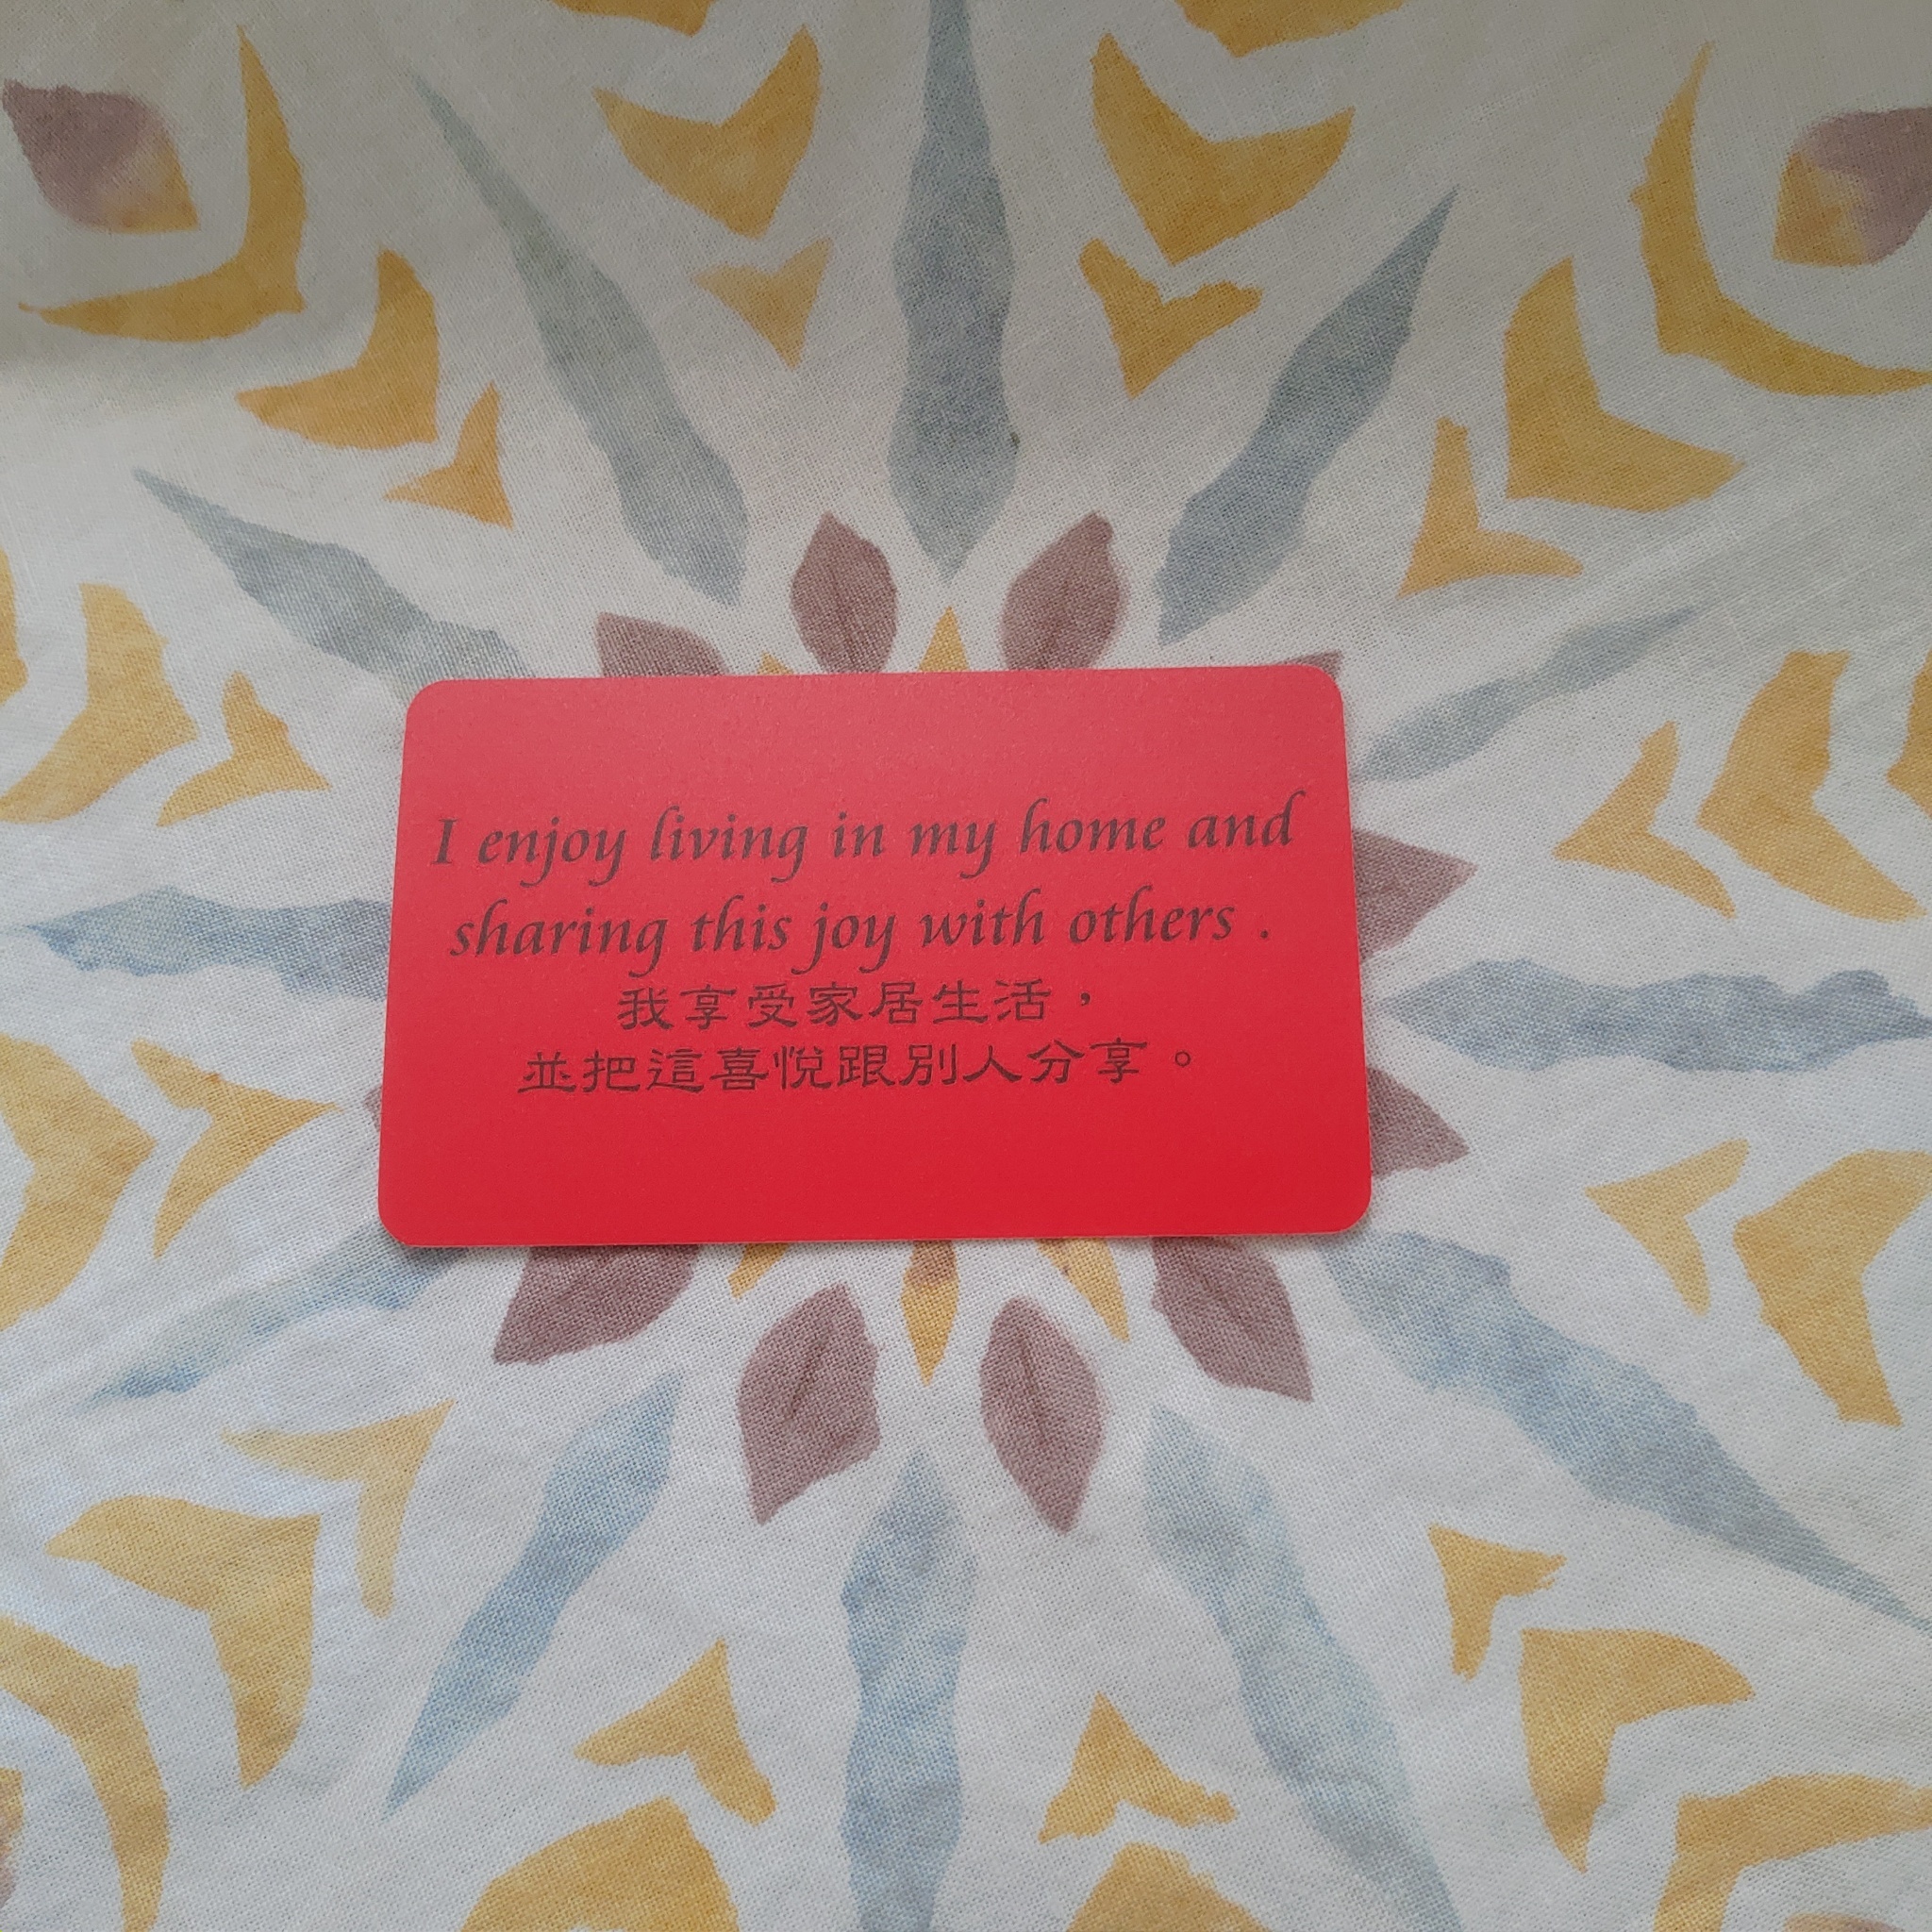 I enjoy living in my home and
sharing this joy with others .
我享受家居生活，
並把這喜悅跟別人分享。